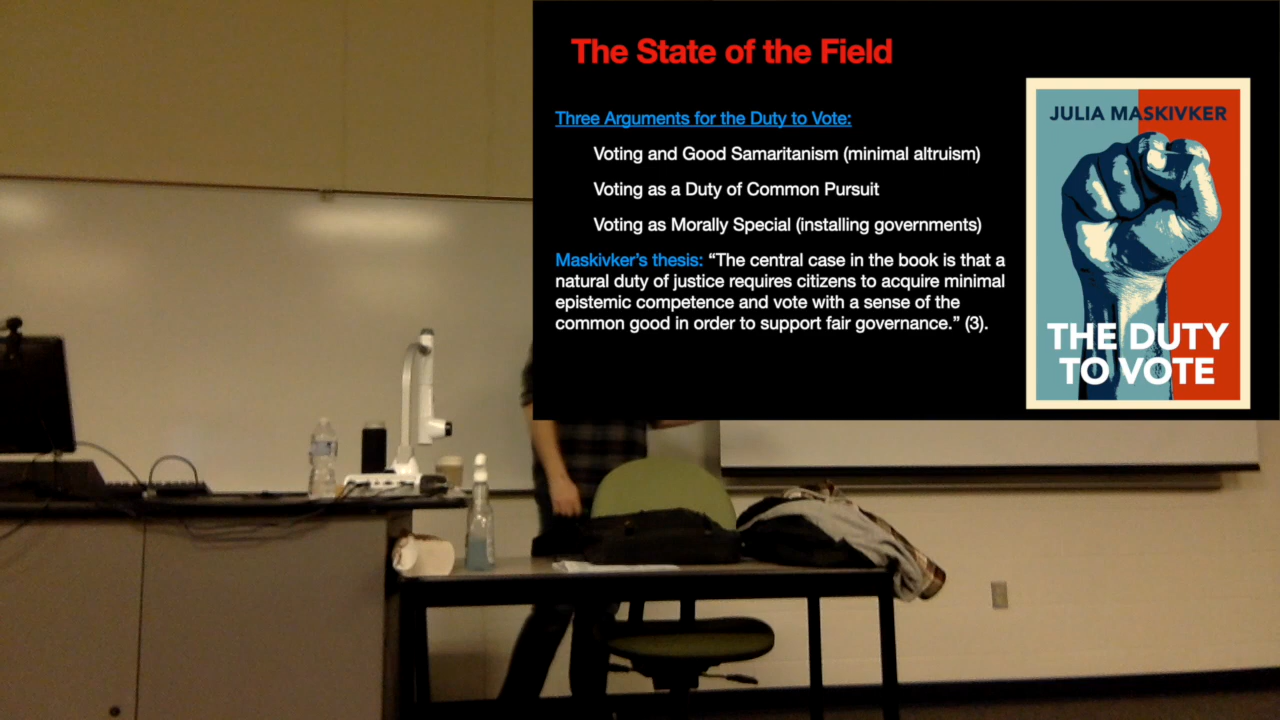 The State of the Field
Three Arguments for the Duty to Vote:
Voting and Good Samaritanism (minimal altruism)
Voting as a Duty of Common Pursuit
Voting as Morally Special (installing governments)
Maskivker’s thesis: “The central case in the book is that a
natural duty of justice requires citizens to acquire minimal
epistemic competence and vote with a sense of the
common good in order to support fair governance.” (3).
JULIA MASKIVKER
THE DUTY
TO VOTE